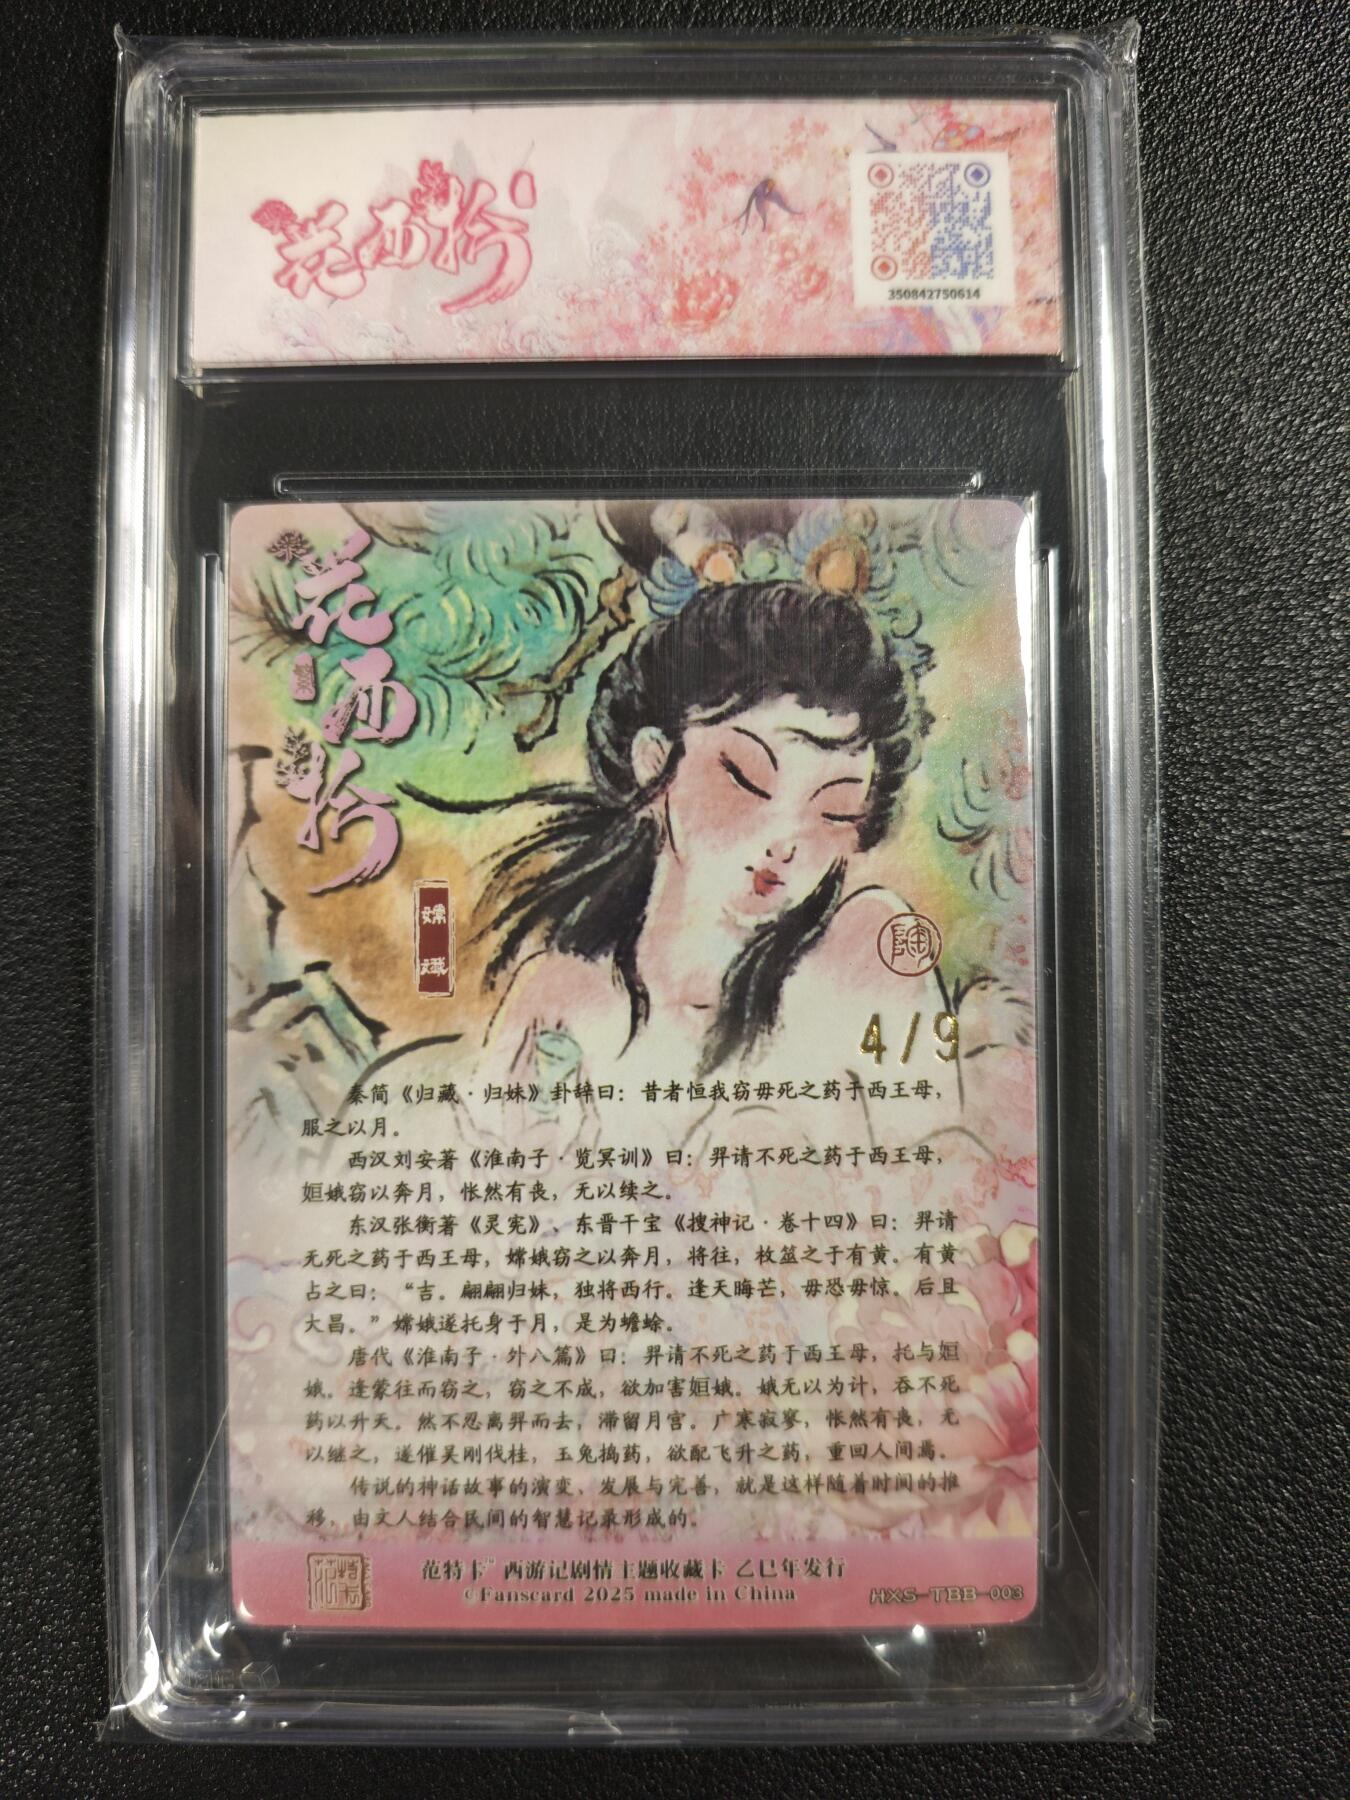 花西拾
350842750614
花西拾
嫦娥
陶
4/9
秦简《归藏·归妹》卦辞曰：昔者恒我窃毋死之药于西王母，
服之以月。
西汉刘安著《淮南子·览冥训》曰：羿请不死之药于西王母，
姮娥窃以奔月，怅然有丧，无以续之。
东汉张衡著《灵宪》、东晋干宝《搜神记·卷十四》曰：羿请
无死之药于西王母，嫦娥窃之以奔月，将往，枚筮之于有黄。有黄
占之曰：“吉。翩翩归妹，独将西行。逢天晦芒，毋恐毋惊。后且
大昌。”嫦娥遂托身于月，是为蟾蜍。
唐代《淮南子·外八篇》曰：羿请不死之药于西王母，托与姮
娥。逢蒙往而窃之，窃之不成，欲加害姮娥。娥无以为计，吞不死
药以升天。然不忍离羿而去，滞留月宫。广寒寂寥，怅然有丧，无
以继之，遂催吴刚伐桂，玉兔捣药，欲配飞升之药，重回人间焉。
传说的神话故事的演变、发展与完善，就是这样随着时间的推
移，由文人结合民间的智慧记录形成的。
范特卡™ 西游记剧情主题收藏卡 乙巳年发行
©Fanscard 2025 made in China
HXS-TBB-003